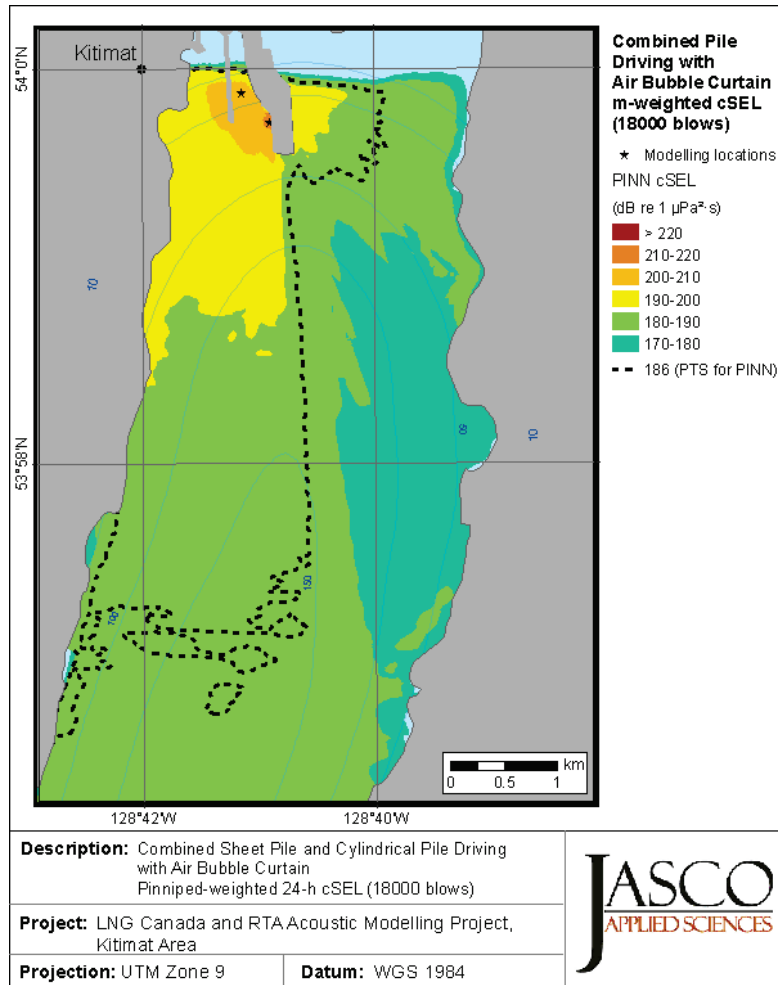 Kitimat
54°0'N
53°58'N
128°42'W
128°40'W
10
60
10
100
150
km
0 0.5 1
Combined Pile
Driving with
Air Bubble Curtain
m-weighted cSEL
(18000 blows)
★ Modelling locations
PINN cSEL
(dB re 1 µPa²·s)
> 220
210-220
200-210
190-200
180-190
170-180
186 (PTS for PINN)
Description: Combined Sheet Pile and Cylindrical Pile Driving
with Air Bubble Curtain
Pinniped-weighted 24-h cSEL (18000 blows)
Project: LNG Canada and RTA Acoustic Modelling Project,
Kitimat Area
Projection: UTM Zone 9
Datum: WGS 1984
JASCO
APPLIED SCIENCES